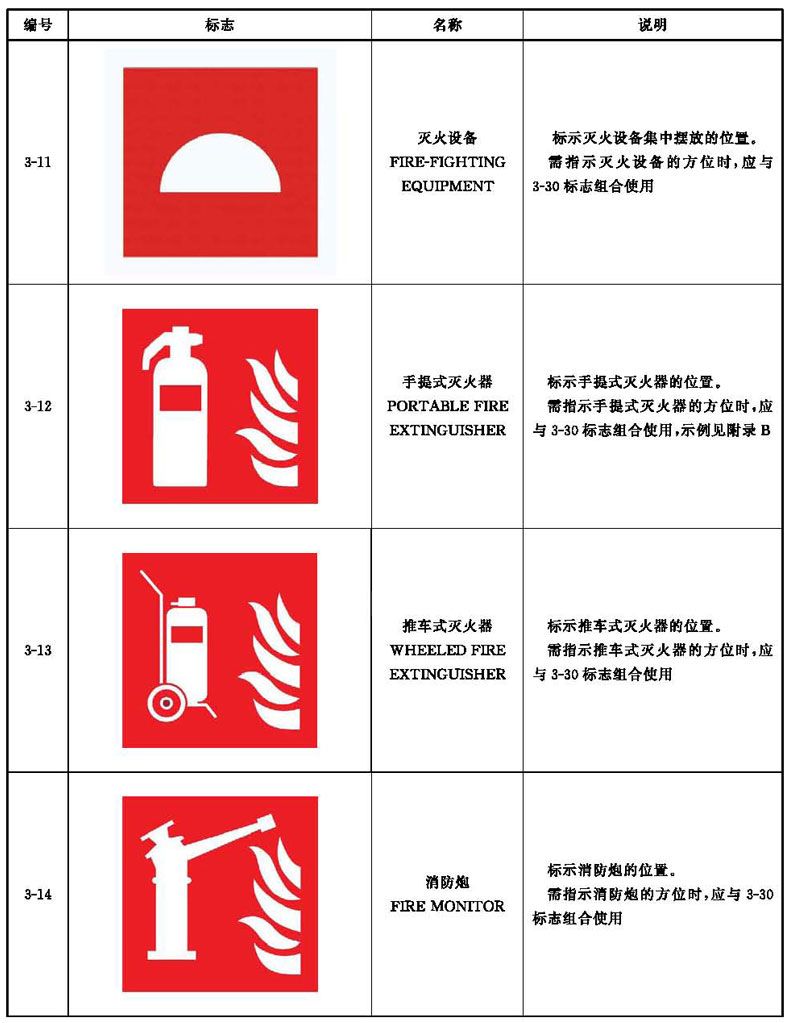 编号 标志 名称 说明
3-11
灭火设备
FIRE-FIGHTING
EQUIPMENT
标示灭火设备集中摆放的位置。
需指示灭火设备的方位时,应与
3-30 标志组合使用
3-12
手提式灭火器
PORTABLE FIRE
EXTINGUISHER
标示手提式灭火器的位置。
需指示手提式灭火器的方位时,应
与 3-30 标志组合使用,示例见附录 B
3-13
推车式灭火器
WHEELED FIRE
EXTINGUISHER
标示推车式灭火器的位置。
需指示推车式灭火器的方位时,应
与 3-30 标志组合使用
3-14
消防炮
FIRE MONITOR
标示消防炮的位置。
需指示消防炮的方位时,应与 3-30
标志组合使用